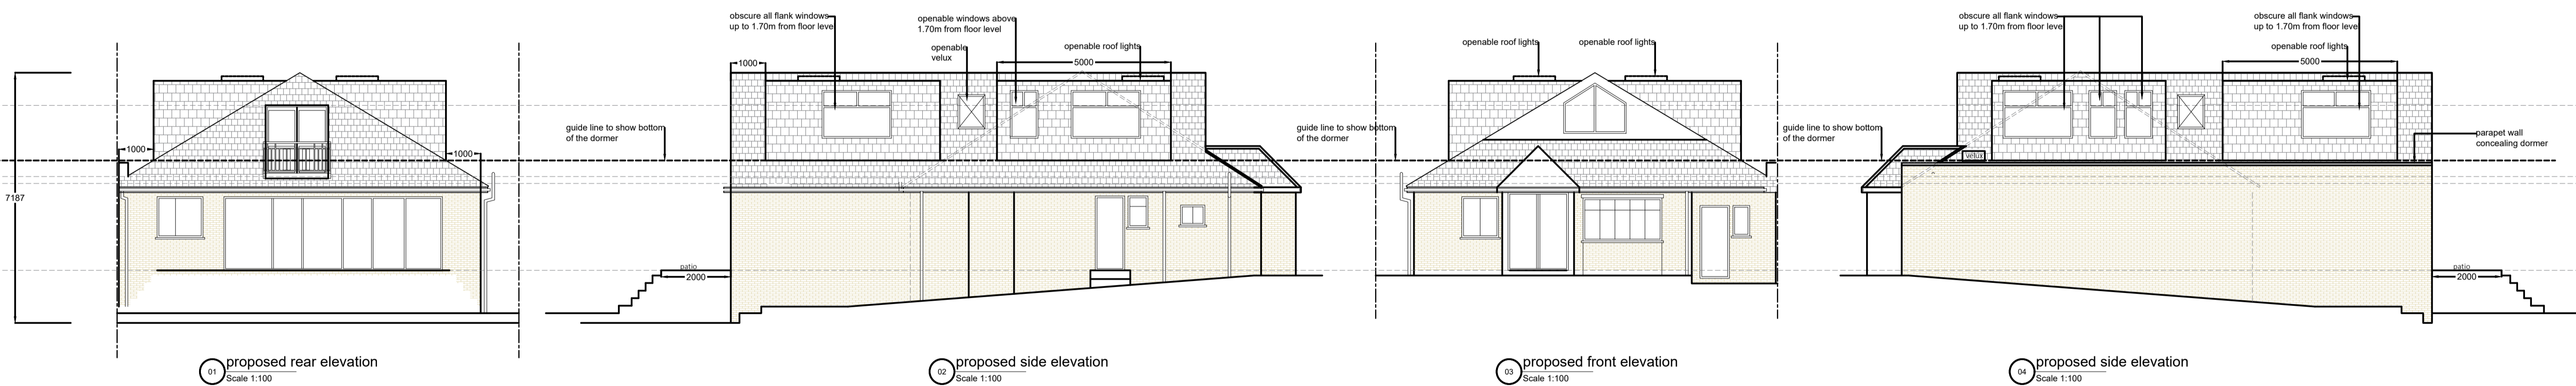 7187
1000
1000
01
proposed rear elevation
Scale 1:100
guide line to show bottom
of the dormer
obscure all flank windows
up to 1.70m from floor level
1000
openable windows above
1.70m from floor level
openable
velux
openable roof lights
5000
patio
2000
02
proposed side elevation
Scale 1:100
guide line to show bottom
of the dormer
openable roof lights
openable roof lights
03
proposed front elevation
Scale 1:100
guide line to show bottom
of the dormer
obscure all flank windows
up to 1.70m from floor level
obscure all flank windows
up to 1.70m from floor level
openable roof lights
5000
velux
parapet wall
concealing dormer
patio
2000
04
proposed side elevation
Scale 1:100